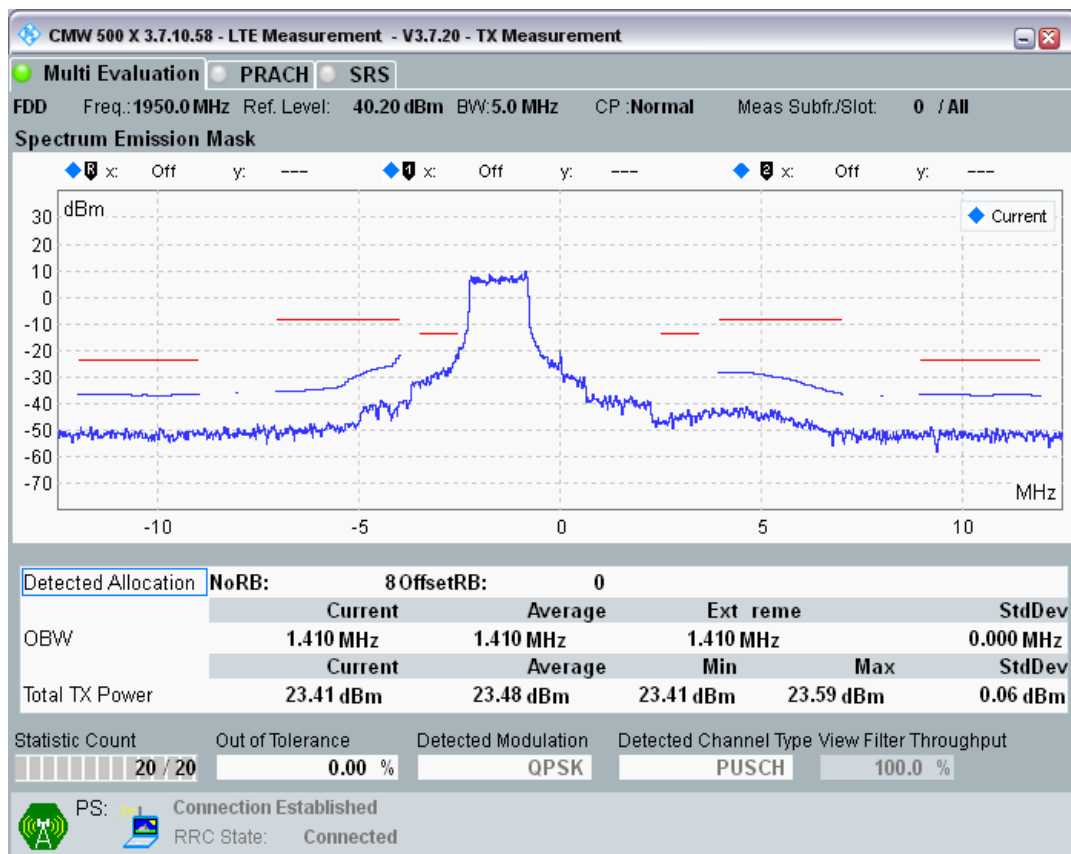 CMW 500 X 3.7.10.58 - LTE Measurement - V3.7.20 - TX Measurement
Multi Evaluation PRACH SRS
FDD Freq.: 1950.0 MHz Ref. Level: 40.20 dBm BW: 5.0 MHz CP : Normal Meas Subfr./Slot: 0 / All
Spectrum Emission Mask
R x: Off y: --- 1 x: Off y: --- 2 x: Off y: ---
dBm
Current
30
20
10
0
-10
-20
-30
-40
-50
-60
-70
MHz
-10 -5 0 5 10
Detected Allocation NoRB: 8 OffsetRB: 0
Current Average Ext reme StdDev
OBW 1.410 MHz 1.410 MHz 1.410 MHz 0.000 MHz
Current Average Min Max StdDev
Total TX Power 23.41 dBm 23.48 dBm 23.41 dBm 23.59 dBm 0.06 dBm
Statistic Count Out of Tolerance Detected Modulation Detected Channel Type View Filter Throughput
20 / 20 0.00 % QPSK PUSCH 100.0 %
PS: Connection Established
RRC State: Connected